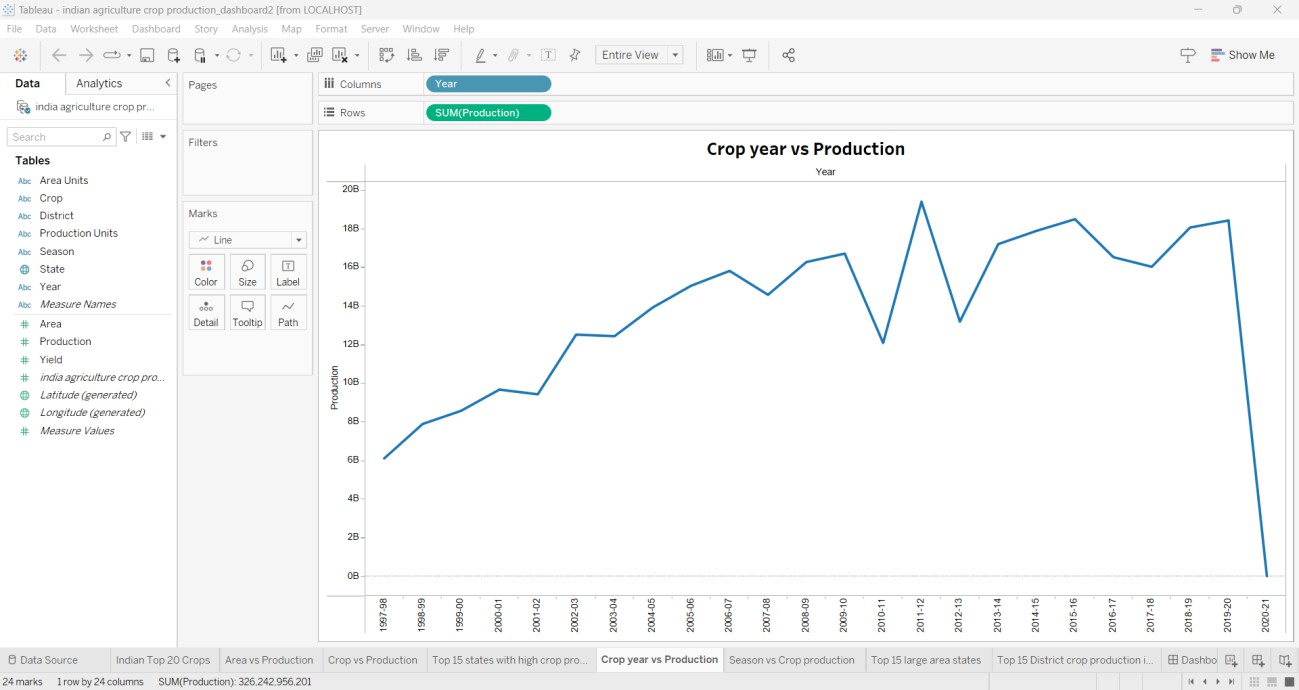 Tableau - indian agriculture crop production_dashboard2 [from LOCALHOST]
File Data Worksheet Dashboard Story Analysis Map Format Server Window Help
Entire View
Show Me
Data Analytics
india agriculture crop pr...
Search
Tables
Abc Area Units
Abc Crop
Abc District
Abc Production Units
Abc Season
State
Abc Year
Abc Measure Names
# Area
# Production
# Yield
# india agriculture crop pro...
Latitude (generated)
Longitude (generated)
# Measure Values
Pages
Filters
Marks
Line
Color Size Label
Detail Tooltip Path
Columns Year
Rows SUM(Production)
Crop year vs Production
Year
Production
20B
18B
16B
14B
12B
10B
8B
6B
4B
2B
0B
1997-98
1998-99
1999-00
2000-01
2001-02
2002-03
2003-04
2004-05
2005-06
2006-07
2007-08
2008-09
2009-10
2010-11
2011-12
2012-13
2013-14
2014-15
2015-16
2016-17
2017-18
2018-19
2019-20
2020-21
Data Source Indian Top 20 Crops Area vs Production Crop vs Production Top 15 states with high crop pro... Crop year vs Production Season vs Crop production Top 15 large area states Top 15 District crop production i... Dashbo
24 marks 1 row by 24 columns SUM(Production): 326.242.956,201